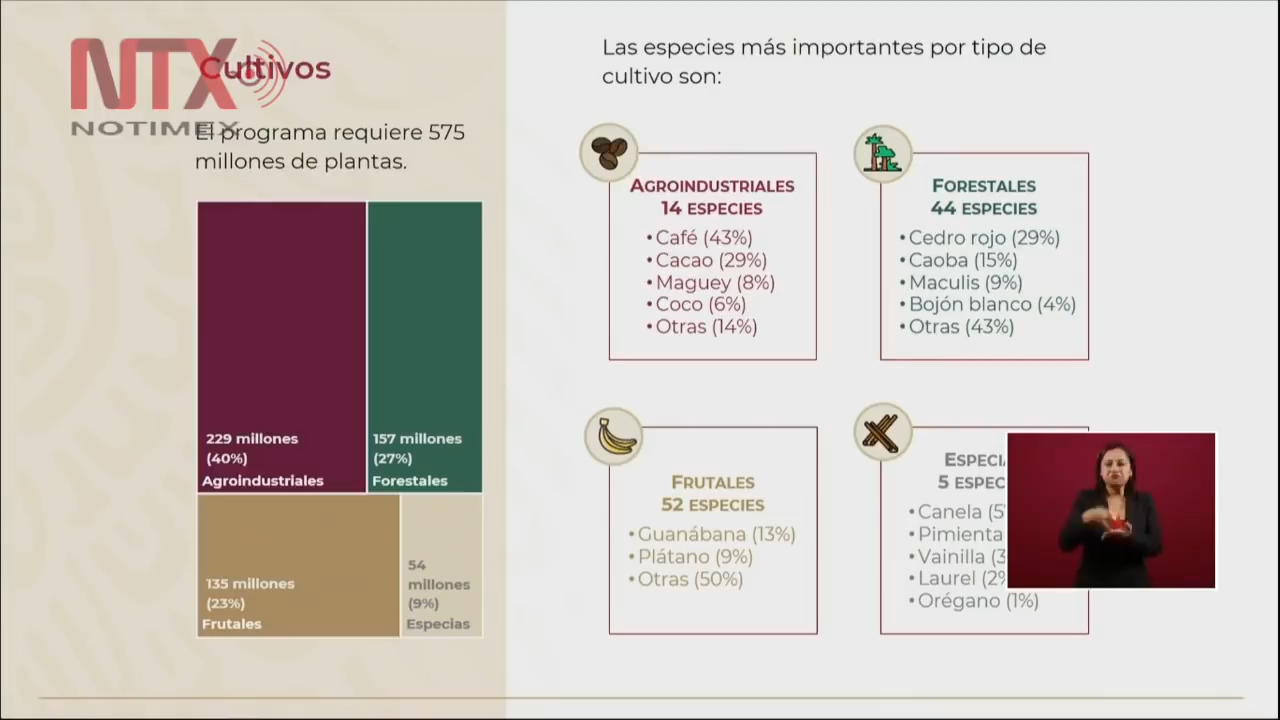 NTX
NOTIMEX
Cultivos
El programa requiere 575
millones de plantas.
229 millones
(40%)
Agroindustriales
157 millones
(27%)
Forestales
135 millones
(23%)
Frutales
54
millones
(9%)
Especias
Las especies más importantes por tipo de
cultivo son:
AGROINDUSTRIALES
14 ESPECIES
• Café (43%)
• Cacao (29%)
• Maguey (8%)
• Coco (6%)
• Otras (14%)
FORESTALES
44 ESPECIES
• Cedro rojo (29%)
• Caoba (15%)
• Maculis (9%)
• Bojón blanco (4%)
• Otras (43%)
FRUTALES
52 ESPECIES
• Guanábana (13%)
• Plátano (9%)
• Otras (50%)
5
• Canela
• Pimienta
• Vainilla
• Laurel
• Orégano (1%)